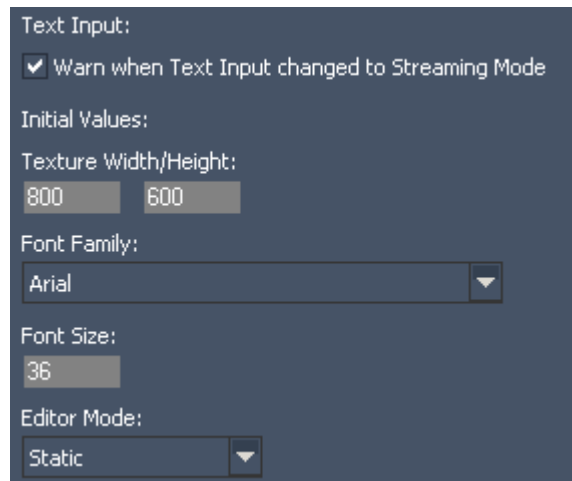 Text Input:
Warn when Text Input changed to Streaming Mode
Initial Values:
Texture Width/Height:
800 600
Font Family:
Arial
Font Size:
36
Editor Mode:
Static